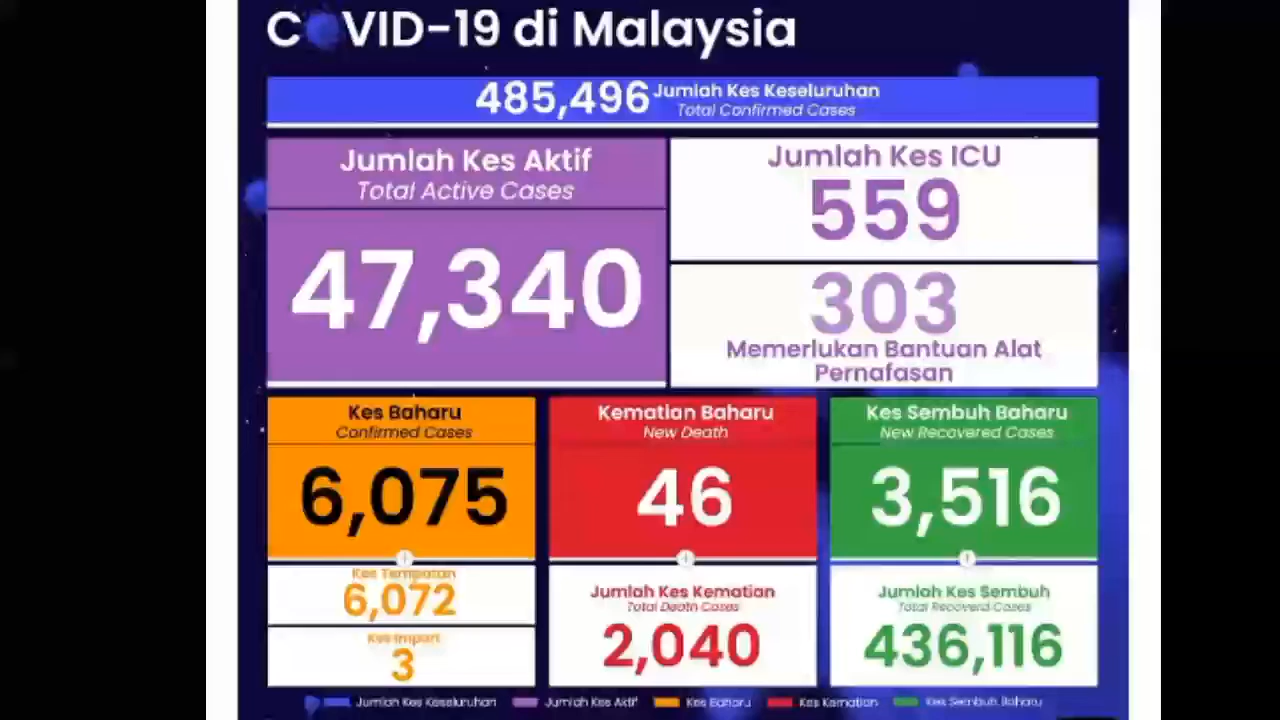 COVID-19 di Malaysia
485,496 Jumlah Kes Keseluruhan
Total Confirmed Cases
Jumlah Kes Aktif
Total Active Cases
47,340
Jumlah Kes ICU
559
303
Memerlukan Bantuan Alat
Pernafasan
Kes Baharu
Confirmed Cases
6,075
Kes Tempatan
6,072
Kes Import
3
Kematian Baharu
New Death
46
Jumlah Kes Kematian
Total Death Cases
2,040
Kes Sembuh Baharu
New Recovered Cases
3,516
Jumlah Kes Sembuh
Total Recoverd Cases
436,116
Jumlah Kes Keseluruhan Jumlah Kes Aktif Kes Baharu Kes Kematian Kes Sembuh Baharu